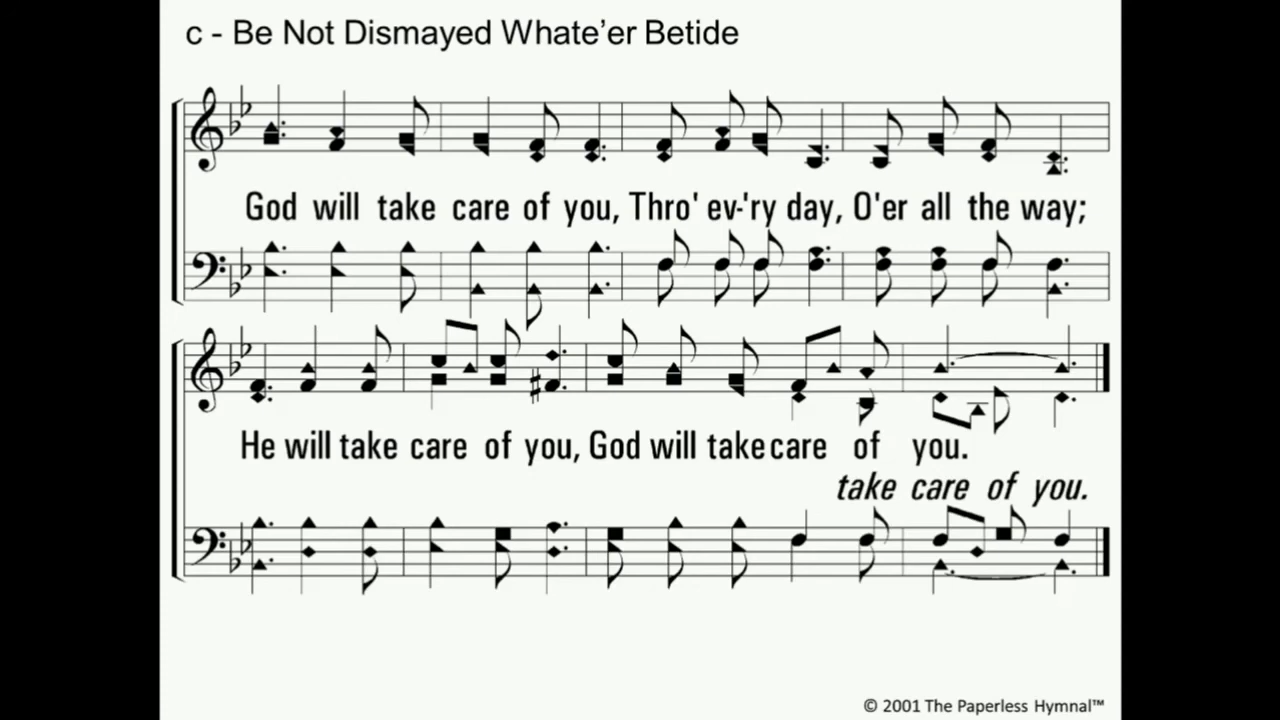 c - Be Not Dismayed Whate’er Betide
God will take care of you, Thro' ev-'ry day, O'er all the way;
He will take care of you, God will take care of you.
take care of you.
© 2001 The Paperless Hymnal™